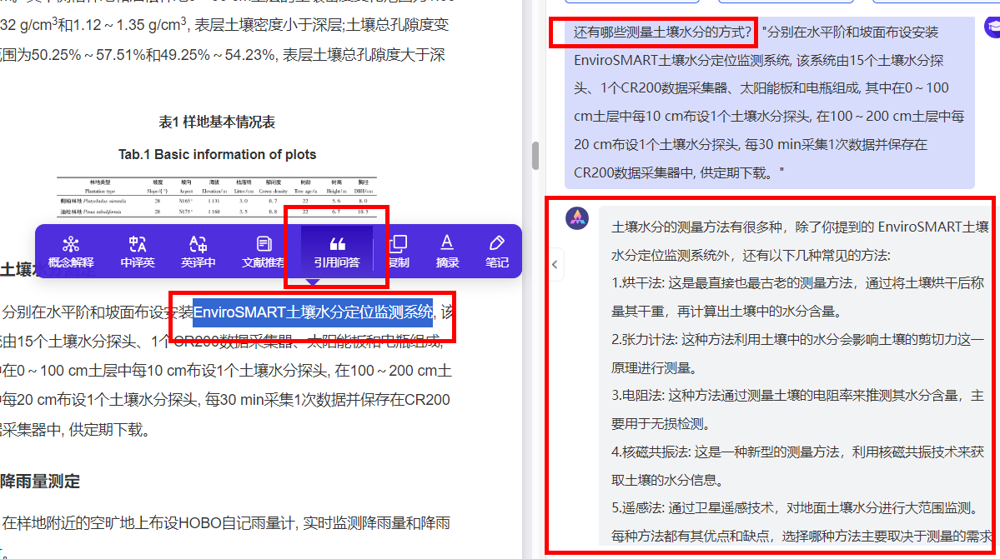 32 g/cm3和1.12～1.35 g/cm3, 表层土壤密度小于深层;土壤总孔隙度变
范围为50.25%～57.51%和49.25%～54.23%, 表层土壤总孔隙度大于深
表1 样地基本情况表
Tab.1 Basic information of plots
林地类型 坡度 坡向 海拔 枯落物 郁闭度 树龄 树高 胸径
Plantation type Slope/(°) Aspect Elevation/m Litter/cm Crown density Tree age/a Height/m DBH/cm
侧柏林地 Platycladus orientalis 28 N165° 1 131 3.0 0.7 22 5.6 8.0
油松林地 Pinus tabuliformis 28 N175° 1 160 3.5 0.8 22 6.7 10.5
概念解释 中译英 英译中 文献推荐 引用问答 复制 摘录 笔记
土壤水分测定
分别在水平阶和坡面布设安装EnviroSMART土壤水分定位监测系统, 该
由15个土壤水分探头、1个CR200数据采集器、太阳能板和电瓶组成,
在0～100 cm土层中每10 cm布设1个土壤水分探头, 在100～200 cm土
每20 cm布设1个土壤水分探头, 每30 min采集1次数据并保存在CR200
据采集器中, 供定期下载。
降雨量测定
在样地附近的空旷地上布设HOBO自记雨量计, 实时监测降雨量和降雨
还有哪些测量土壤水分的方式? "分别在水平阶和坡面布设安装
EnviroSMART土壤水分定位监测系统, 该系统由15个土壤水分探
头、1个CR200数据采集器、太阳能板和电瓶组成, 其中在0～100
cm土层中每10 cm布设1个土壤水分探头, 在100～200 cm土层中每
20 cm布设1个土壤水分探头, 每30 min采集1次数据并保存在
CR200数据采集器中, 供定期下载。"
土壤水分的测量方法有很多种，除了你提到的 EnviroSMART土壤
水分定位监测系统外，还有以下几种常见的方法:
1.烘干法: 这是最直接也最古老的测量方法，通过将土壤烘干后称
量其干重，再计算出土壤中的水分含量。
2.张力计法: 这种方法利用土壤中的水分会影响土壤的剪切力这一
原理进行测量。
3.电阻法: 这种方法通过测量土壤的电阻率来推测其水分含量，主
要用于无损检测。
4.核磁共振法: 这是一种新型的测量方法，利用核磁共振技术来获
取土壤的水分信息。
5.遥感法: 通过卫星遥感技术，对地面土壤水分进行大范围监测。
每种方法都有其优点和缺点，选择哪种方法主要取决于测量的需求